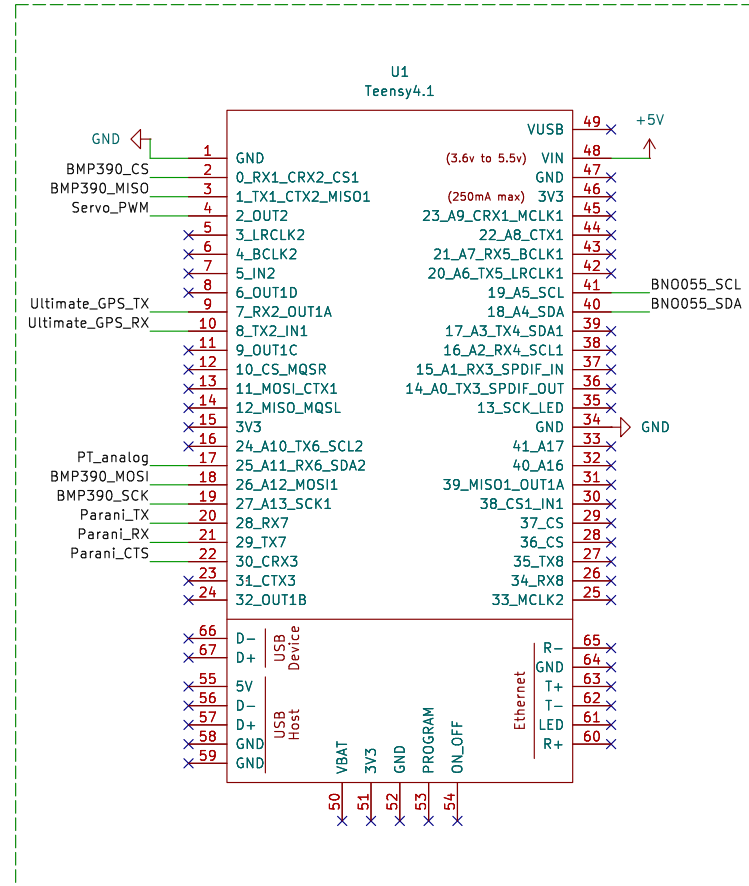 U1
Teensy4.1
GND
BMP390_CS
BMP390_MISO
Servo_PWM
Ultimate_GPS_TX
Ultimate_GPS_RX
PT_analog
BMP390_MOSI
BMP390_SCK
Parani_TX
Parani_RX
Parani_CTS
1 GND
2 0_RX1_CRX2_CS1
3 1_TX1_CTX2_MISO1
4 2_OUT2
5 3_LRCLK2
6 4_BCLK2
7 5_IN2
8 6_OUT1D
9 7_RX2_OUT1A
10 8_TX2_IN1
11 9_OUT1C
12 10_CS_MQSR
13 11_MOSI_CTX1
14 12_MISO_MQSL
15 3V3
16 24_A10_TX6_SCL2
17 25_A11_RX6_SDA2
18 26_A12_MOSI1
19 27_A13_SCK1
20 28_RX7
21 29_TX7
22 30_CRX3
23 31_CTX3
24 32_OUT1B
VUSB 49
(3.6v to 5.5v) VIN 48
GND 47
(250mA max) 3V3 46
23_A9_CRX1_MCLK1 45
22_A8_CTX1 44
21_A7_RX5_BCLK1 43
20_A6_TX5_LRCLK1 42
19_A5_SCL 41
18_A4_SDA 40
17_A3_TX4_SDA1 39
16_A2_RX4_SCL1 38
15_A1_RX3_SPDIF_IN 37
14_A0_TX3_SPDIF_OUT 36
13_SCK_LED 35
GND 34
41_A17 33
40_A16 32
39_MISO1_OUT1A 31
38_CS1_IN1 30
37_CS 29
36_CS 28
35_TX8 27
34_RX8 26
33_MCLK2 25
+5V
BNO055_SCL
BNO055_SDA
GND
66 D-
67 D+
USB
Device
55 5V
56 D-
57 D+
58 GND
59 GND
USB
Host
Ethernet
R- 65
GND 64
T+ 63
T- 62
LED 61
R+ 60
VBAT 50
3V3 51
GND 52
PROGRAM 53
ON_OFF 54